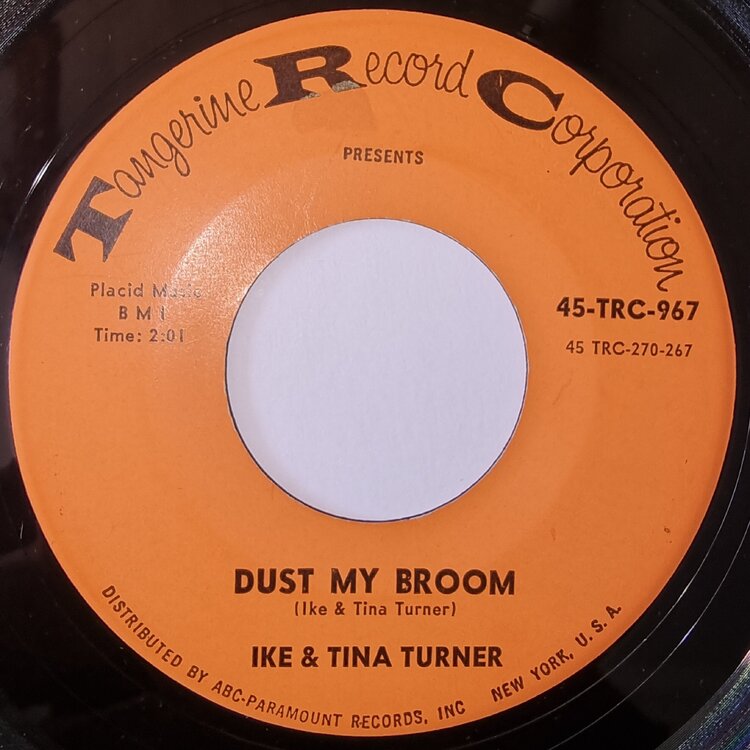 Tangerine Record Corporation
PRESENTS
Placid Music
BMI
Time: 2:01
45-TRC-967
45 TRC-270-267
DUST MY BROOM
(Ike & Tina Turner)
IKE & TINA TURNER
DISTRIBUTED BY ABC-PARAMOUNT RECORDS, INC NEW YORK, U.S.A.